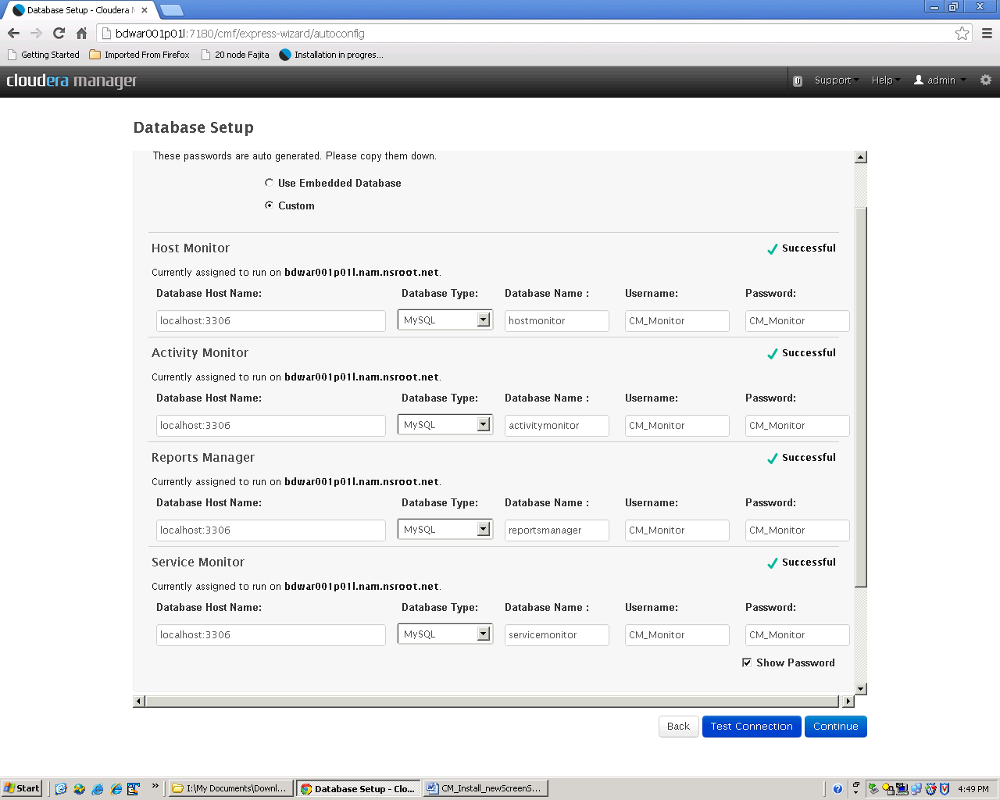 Database Setup - Cloudera M
bdwar001p01l:7180/cmf/express-wizard/autoconfig
Getting Started Imported From Firefox 20 node Fajita Installation in progres...
cloudera manager 0 Support Help admin
Database Setup
These passwords are auto generated. Please copy them down.
Use Embedded Database
Custom
Host Monitor Successful
Currently assigned to run on bdwar001p01l.nam.nsroot.net.
Database Host Name: Database Type: Database Name : Username: Password:
localhost:3306 MySQL hostmonitor CM_Monitor CM_Monitor
Activity Monitor Successful
Currently assigned to run on bdwar001p01l.nam.nsroot.net.
Database Host Name: Database Type: Database Name : Username: Password:
localhost:3306 MySQL activitymonitor CM_Monitor CM_Monitor
Reports Manager Successful
Currently assigned to run on bdwar001p01l.nam.nsroot.net.
Database Host Name: Database Type: Database Name : Username: Password:
localhost:3306 MySQL reportsmanager CM_Monitor CM_Monitor
Service Monitor Successful
Currently assigned to run on bdwar001p01l.nam.nsroot.net.
Database Host Name: Database Type: Database Name : Username: Password:
localhost:3306 MySQL servicemonitor CM_Monitor CM_Monitor
Show Password
Back Test Connection Continue
Start I:\My Documents\Downl... Database Setup - Clo... CM_Install_newScreenS... 4:49 PM